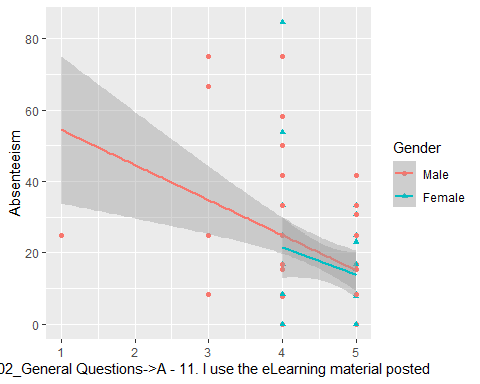 80
60
40
20
0
Absenteeism
1 2 3 4 5
02_General Questions->A - 11. I use the eLearning material posted
Gender
Male
Female